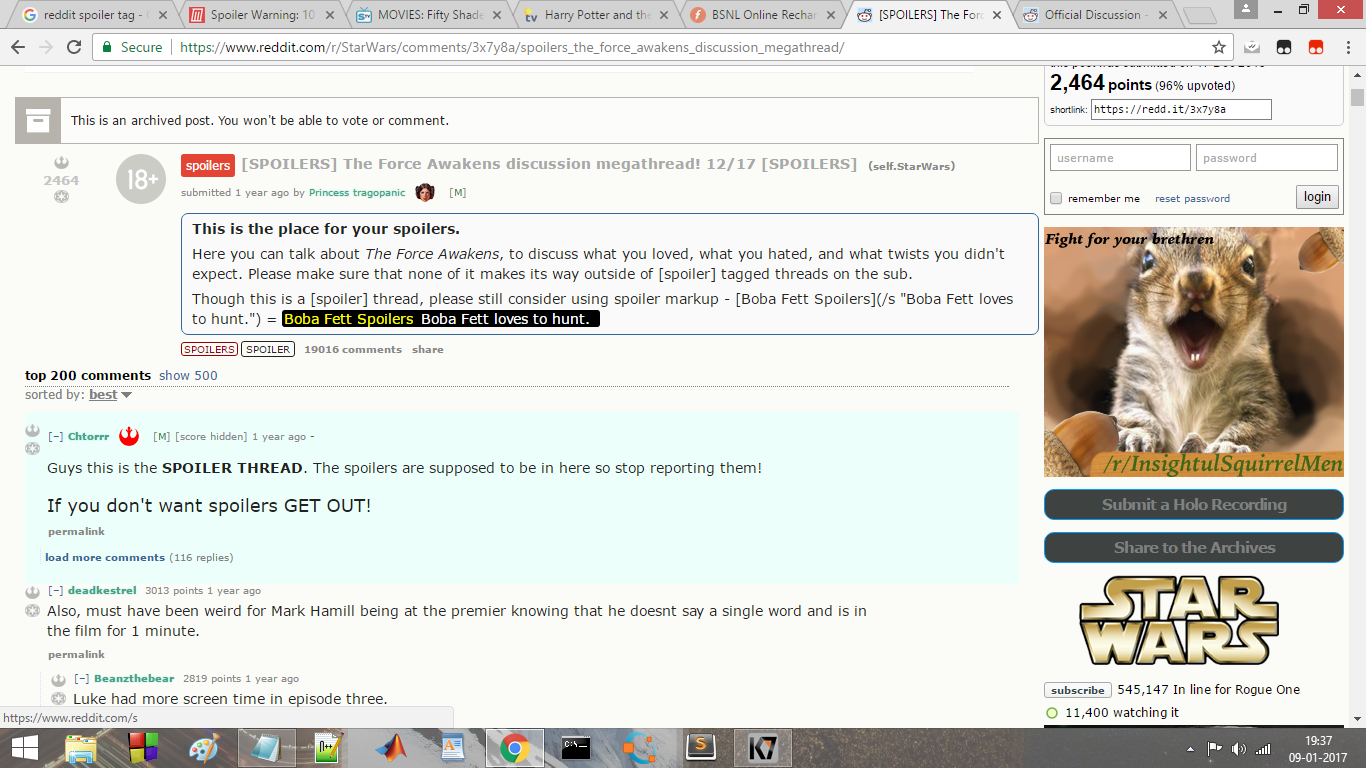 reddit spoiler tag - G
Spoiler Warning: 10
MOVIES: Fifty Shade
Harry Potter and the
BSNL Online Rechar
[SPOILERS] The Forc
Official Discussion -
Secure
https://www.reddit.com/r/StarWars/comments/3x7y8a/spoilers_the_force_awakens_discussion_megathread/
2,464 points (96% upvoted)
shortlink: https://redd.it/3x7y8a
This is an archived post. You won't be able to vote or comment.
username
password
remember me
reset password
login
2464
18+
spoilers [SPOILERS] The Force Awakens discussion megathread! 12/17 [SPOILERS] (self.StarWars)
submitted 1 year ago by Princess tragopanic [M]
This is the place for your spoilers.
Here you can talk about The Force Awakens, to discuss what you loved, what you hated, and what twists you didn't
expect. Please make sure that none of it makes its way outside of [spoiler] tagged threads on the sub.
Though this is a [spoiler] thread, please still consider using spoiler markup - [Boba Fett Spoilers](/s "Boba Fett loves
to hunt.") = Boba Fett Spoilers Boba Fett loves to hunt.
SPOILERS SPOILER 19016 comments share
top 200 comments show 500
sorted by: best
[–] Chtorrr [M] [score hidden] 1 year ago -
Guys this is the SPOILER THREAD. The spoilers are supposed to be in here so stop reporting them!
If you don't want spoilers GET OUT!
permalink
load more comments (116 replies)
[–] deadkestrel 3013 points 1 year ago
Also, must have been weird for Mark Hamill being at the premier knowing that he doesnt say a single word and is in
the film for 1 minute.
permalink
[–] Beanzthebear 2819 points 1 year ago
Luke had more screen time in episode three.
https://www.reddit.com/s
Fight for your brethren
/r/InsightulSquirrelMen
Submit a Holo Recording
Share to the Archives
STAR
WARS
subscribe 545,147 In line for Rogue One
11,400 watching it
C:\
N++
S
K7
19:37
09-01-2017